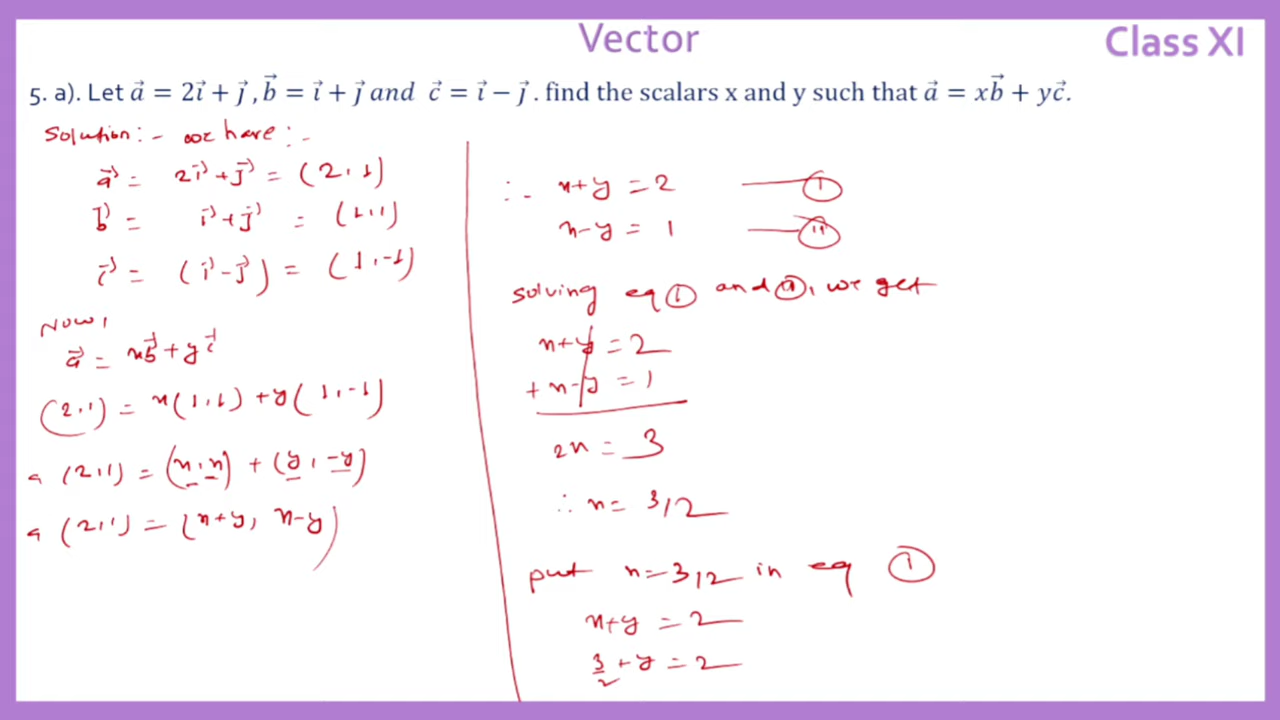 Vector
Class XI
5. a). Let a⃗ = 2i⃗ + j⃗ , b⃗ = i⃗ + j⃗ and c⃗ = i⃗ − j⃗ . find the scalars x and y such that a⃗ = xb⃗ + yc⃗.
Solution :- we have :-
a⃗ = 2i⃗ + j⃗ = (2, 1)
b⃗ = i⃗ + j⃗ = (1, 1)
c⃗ = (i⃗ - j⃗) = (1, -1)
Now,
a⃗ = xb⃗ + yc⃗
(2, 1) = x(1, 1) + y(1, -1)
(2, 1) = (x, x) + (y, -y)
(2, 1) = (x+y, x-y)
∴ x+y = 2 — (i)
x-y = 1 — (ii)
solving eq (i) and (ii), we get
x+y = 2
+ x-y = 1
2x = 3
∴ x = 3/2
put x = 3/2 in eq (i)
x+y = 2
3/2 + y = 2